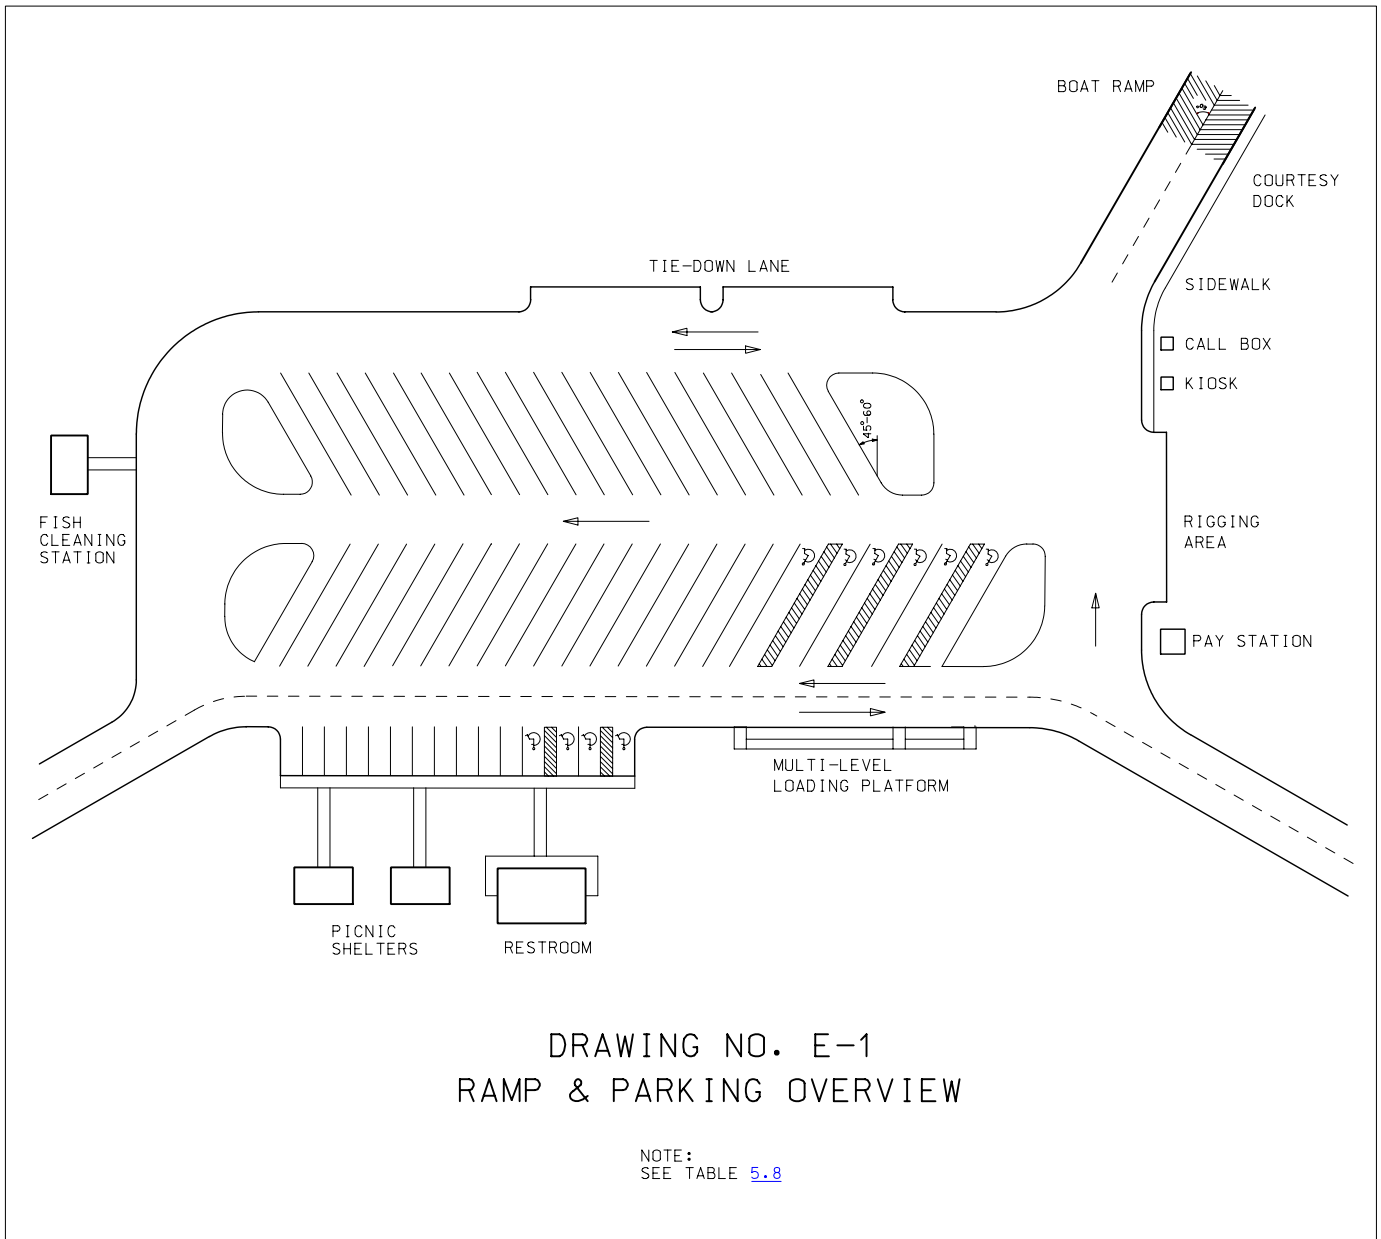 BOAT RAMP
60°
COURTESY
DOCK
TIE-DOWN LANE
SIDEWALK
CALL BOX
KIOSK
45°-60°
FISH
CLEANING
STATION
RIGGING
AREA
PAY STATION
MULTI-LEVEL
LOADING PLATFORM
PICNIC
SHELTERS
RESTROOM
DRAWING NO. E-1
RAMP & PARKING OVERVIEW
NOTE:
SEE TABLE 5.8